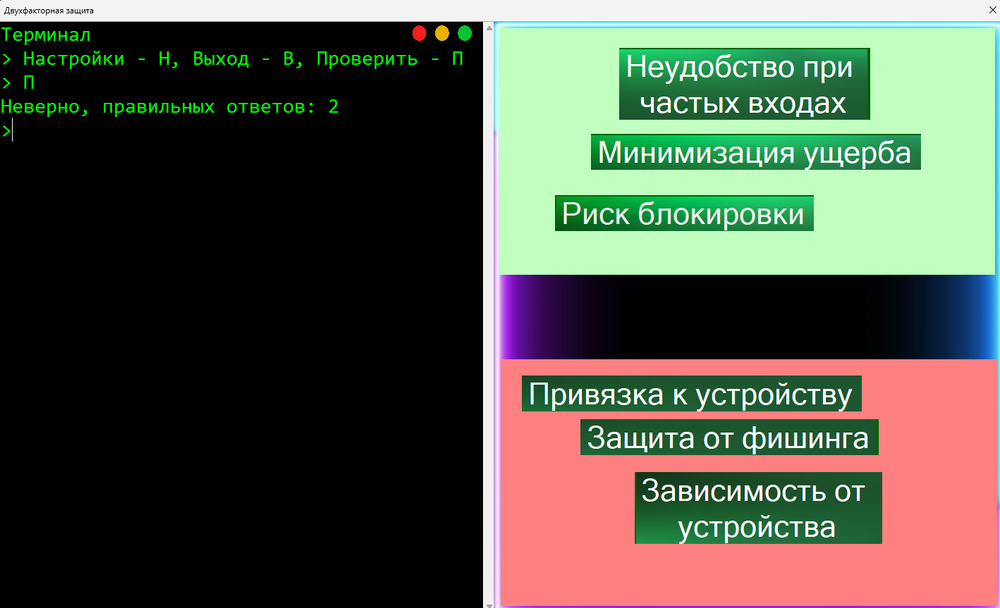 Двухфакторная защита
Терминал
> Настройки - Н, Выход - В, Проверить - П
> П
Неверно, правильных ответов: 2
>
Неудобство при
частых входах
Минимизация ущерба
Риск блокировки
Привязка к устройству
Защита от фишинга
Зависимость от
устройства